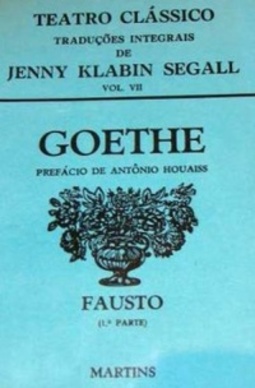 TEATRO CLÁSSICO
TRADUÇÕES INTEGRAIS
DE
JENNY KLABIN SEGALL
VOL. VII
GOETHE
PREFÁCIO DE ANTÔNIO HOUAISS
FAUSTO
(1.ª PARTE)
MARTINS